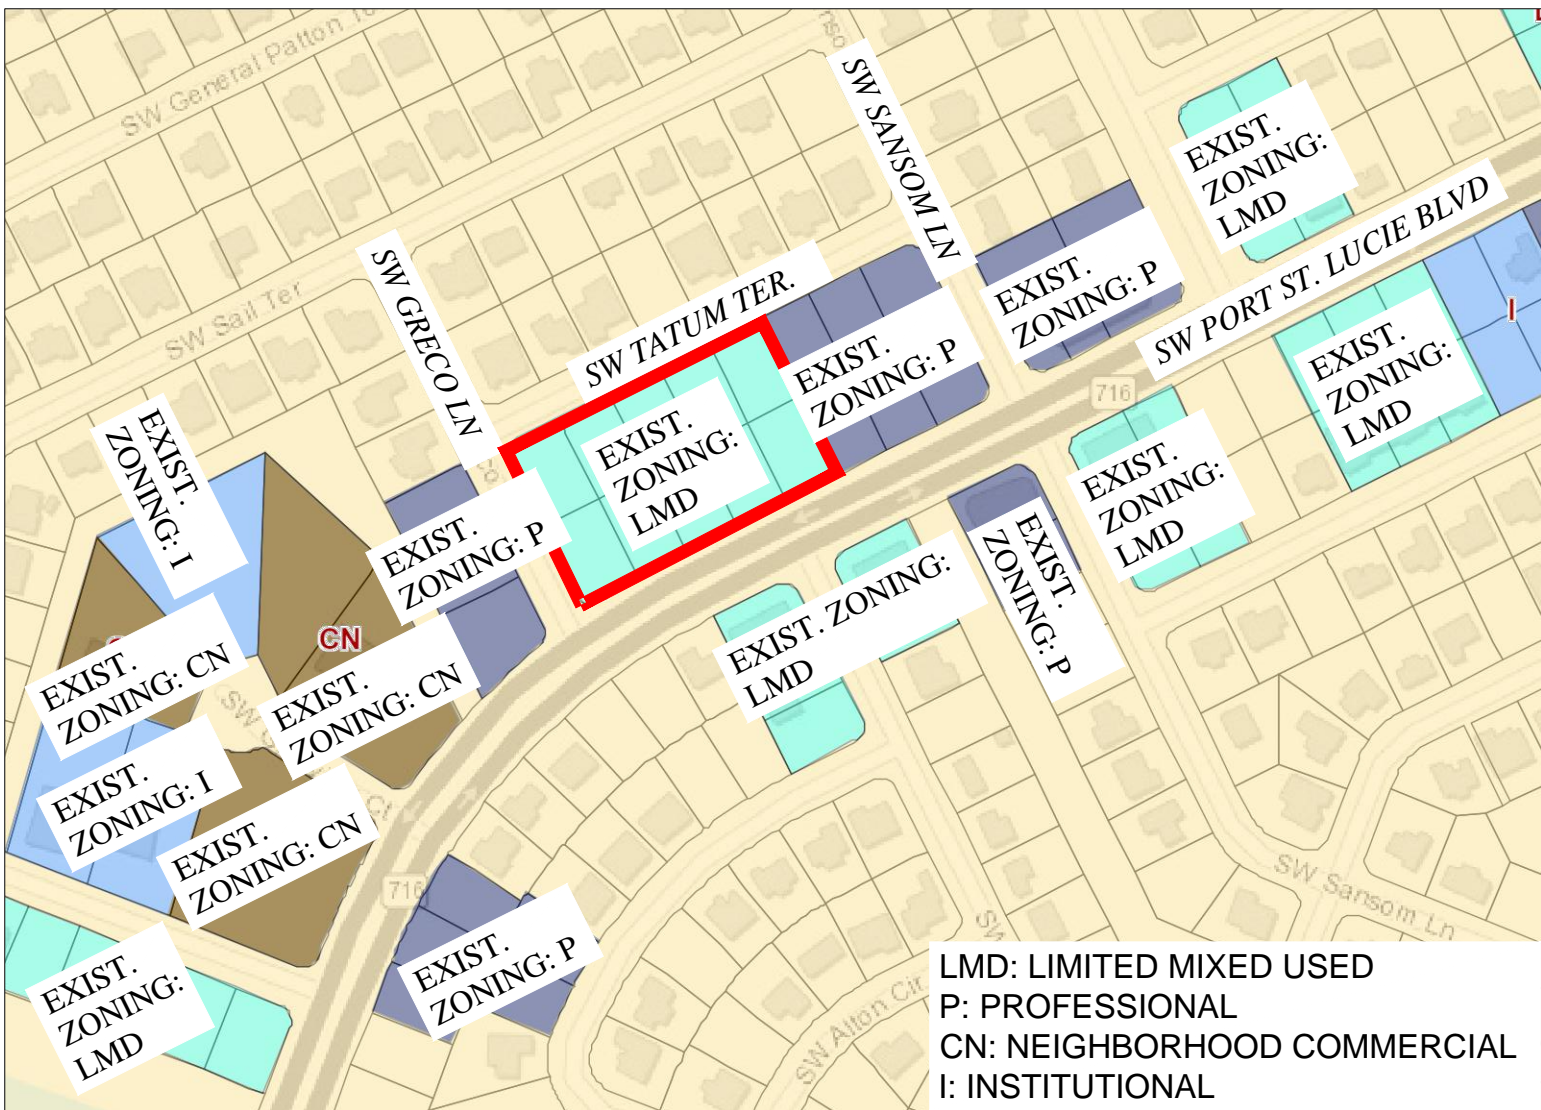 SW General Patton Ter
SW SANSOM LN
EXIST.
ZONING:
LMD
SW PORT ST. LUCIE BLVD
SW Sail Ter
SW GRECO LN
SW TATUM TER.
EXIST.
ZONING: P
EXIST.
ZONING: P
I
EXIST.
ZONING:
LMD
716
EXIST.
ZONING: I
EXIST.
ZONING:
LMD
EXIST.
ZONING: P
EXIST.
ZONING:
LMD
EXIST.
ZONING: P
EXIST. ZONING:
LMD
CN
EXIST.
ZONING: CN
EXIST.
ZONING: CN
SW
EXIST.
ZONING: I
EXIST.
ZONING: CN
716
SW Sansom Ln
EXIST.
ZONING: P
SW
EXIST.
ZONING:
LMD
SW Alton Cir
LMD: LIMITED MIXED USED
P: PROFESSIONAL
CN: NEIGHBORHOOD COMMERCIAL
I: INSTITUTIONAL